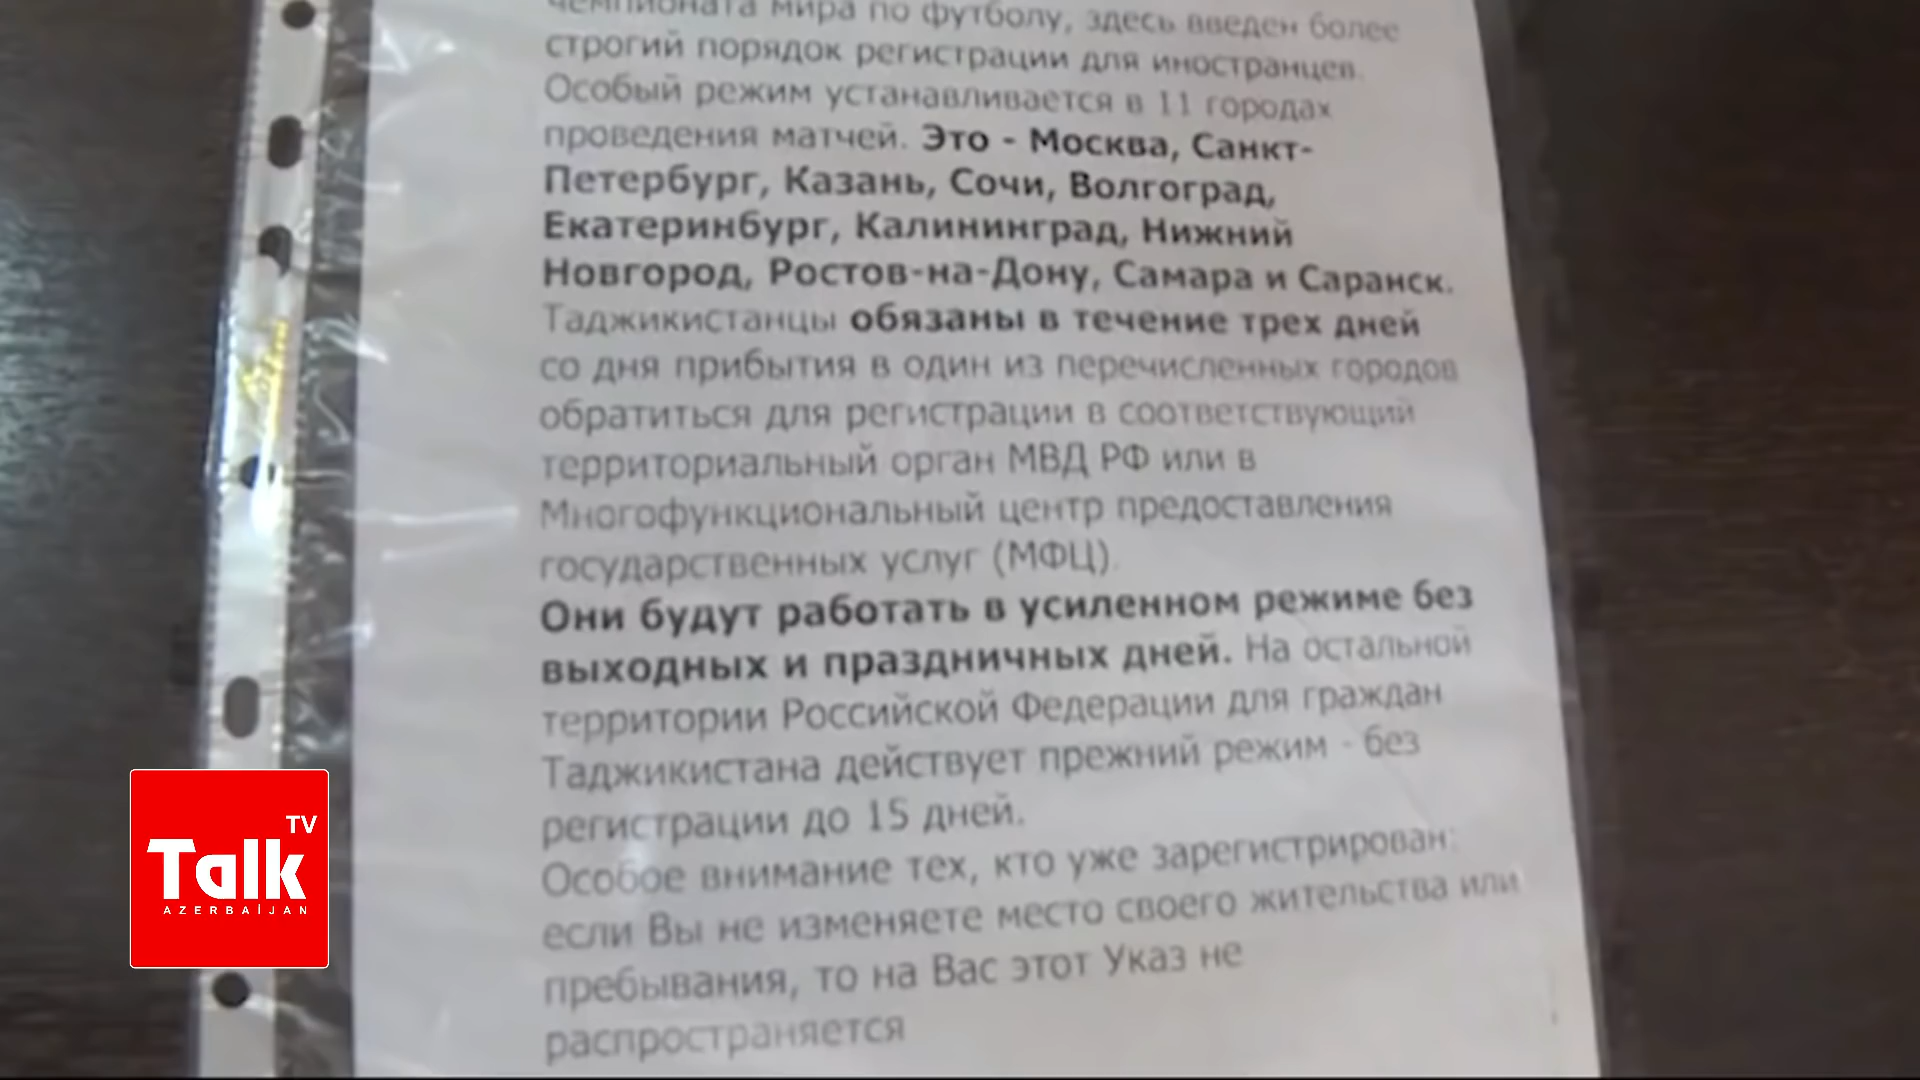 чемпионата мира по футболу, здесь введен более
строгий порядок регистрации для иностранцев.
Особый режим устанавливается в 11 городах
проведения матчей. Это - Москва, Санкт-
Петербург, Казань, Сочи, Волгоград,
Екатеринбург, Калининград, Нижний
Новгород, Ростов-на-Дону, Самара и Саранск.
Таджикистанцы обязаны в течение трех дней
со дня прибытия в один из перечисленных городов
обратиться для регистрации в соответствующий
территориальный орган МВД РФ или в
Многофункциональный центр предоставления
государственных услуг (МФЦ).
Они будут работать в усиленном режиме без
выходных и праздничных дней. На остальной
территории Российской Федерации для граждан
Таджикистана действует прежний режим - без
регистрации до 15 дней.
Особое внимание тех, кто уже зарегистрирован:
если Вы не изменяете место своего жительства или
пребывания, то на Вас этот Указ не
распространяется
TV
Talk
AZERBAİJAN